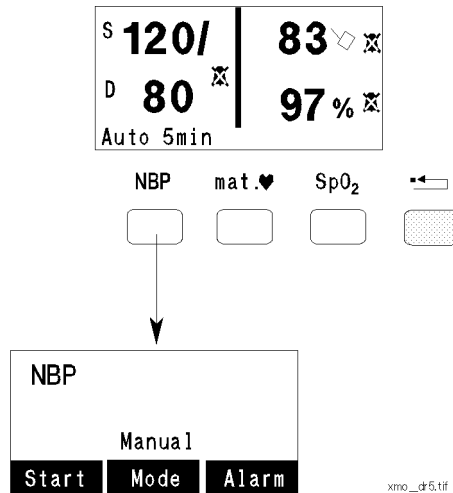 S 120/ 83
D 80 97 %
Auto 5min
NBP mat.♥ SpO₂
NBP
Manual
Start Mode Alarm
xmo_dr5.tif